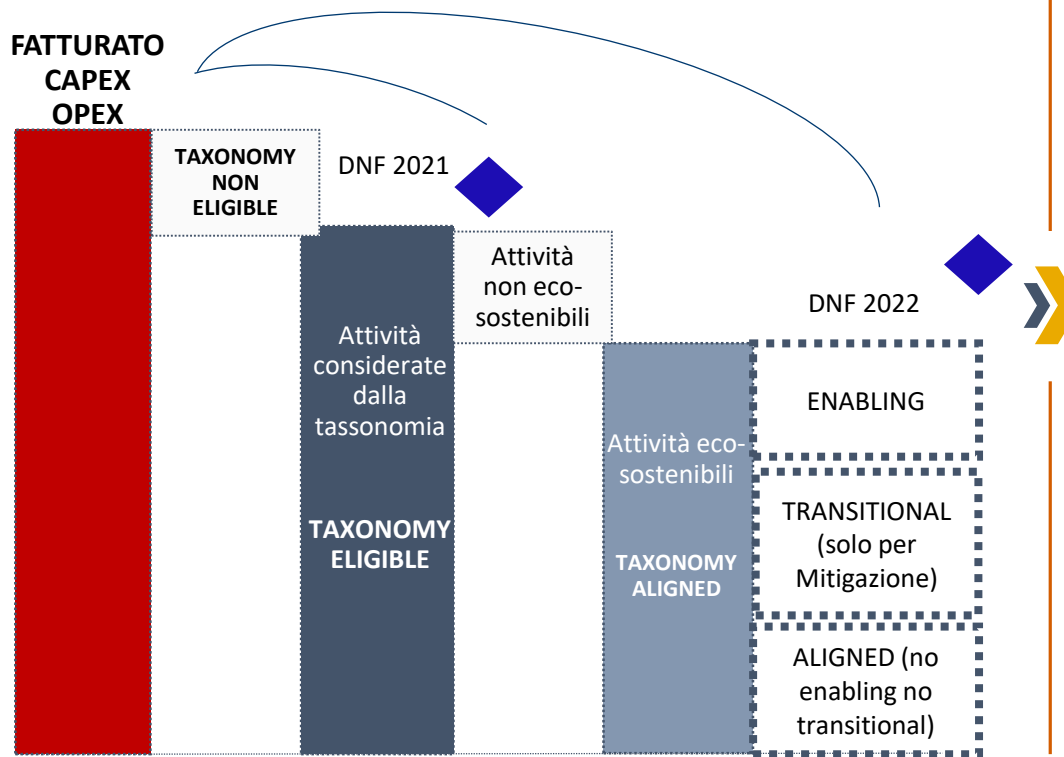 FATTURATO
CAPEX
OPEX
TAXONOMY
NON
ELIGIBLE
DNF 2021
Attività
considerate
dalla
tassonomia
TAXONOMY
ELIGIBLE
Attività
non eco-
sostenibili
Attività eco-
sostenibili
TAXONOMY
ALIGNED
DNF 2022
ENABLING
TRANSITIONAL
(solo per
Mitigazione)
ALIGNED (no
enabling no
transitional)